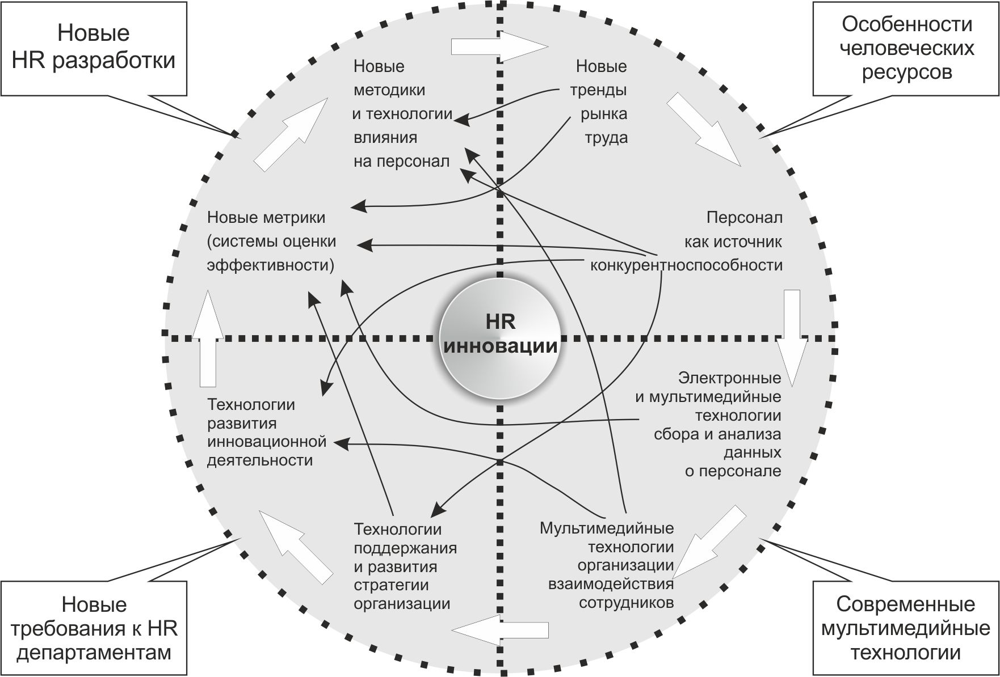 Новые
HR разработки
Особенности
человеческих
ресурсов
Новые
методики
и технологии
влияния
на персонал
Новые
тренды
рынка
труда
Новые метрики
(системы оценки
эффективности)
Персонал
как источник
конкурентноспособности
HR
инновации
Технологии
развития
инновационной
деятельности
Электронные
и мультимедийные
технологии
сбора и анализа
данных
о персонале
Технологии
поддержания
и развития
стратегии
организации
Мультимедийные
технологии
организации
взаимодействия
сотрудников
Новые
требования к HR
департаментам
Современные
мультимедийные
технологии